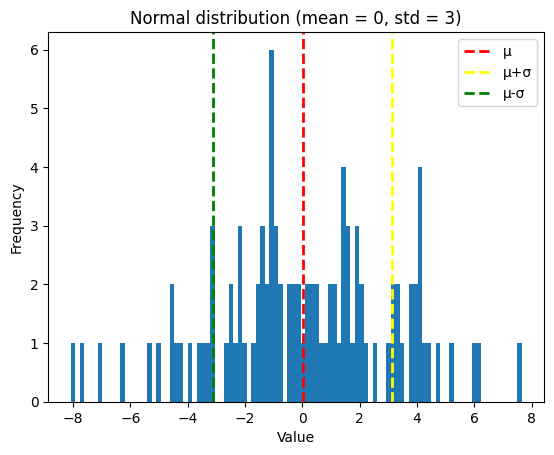 Normal distribution (mean = 0, std = 3)
μ
μ+σ
μ-σ
Frequency
6
5
4
3
2
1
0
−8 −6 −4 −2 0 2 4 6 8
Value